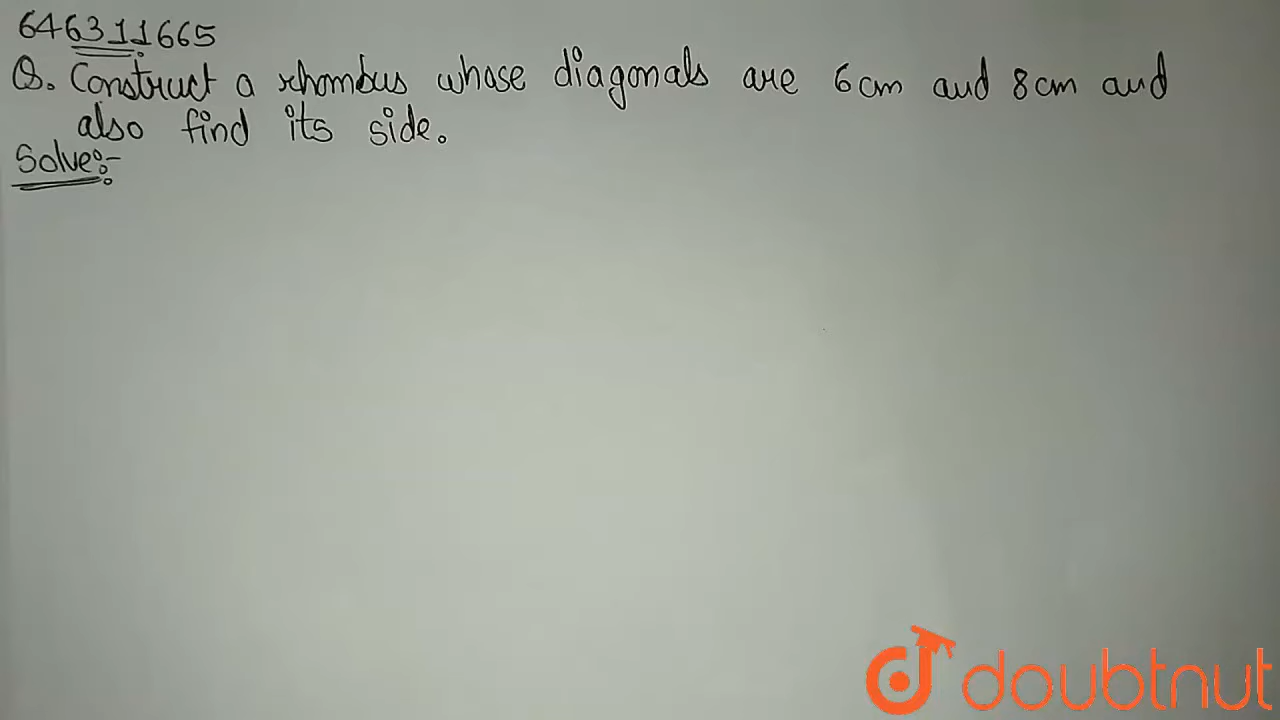 646311665
Q. Construct a rhombus whose diagonals are 6cm and 8cm and
also find its side.
Solve:-
doubtnut